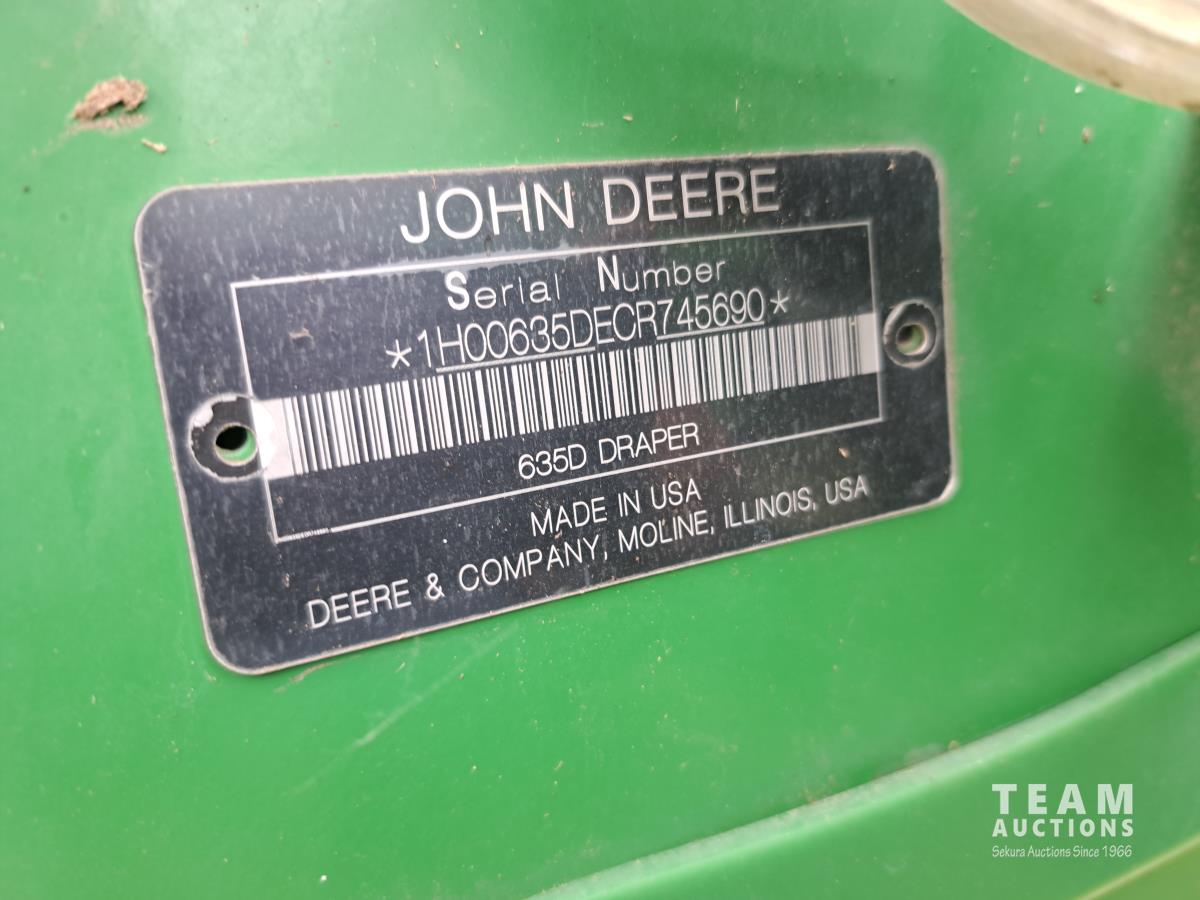 JOHN DEERE
Serial Number
*1H00635DECR745690*
635D DRAPER
MADE IN USA
DEERE & COMPANY, MOLINE, ILLINOIS, USA
TEAM
AUCTIONS
Sekura Auctions Since 1966